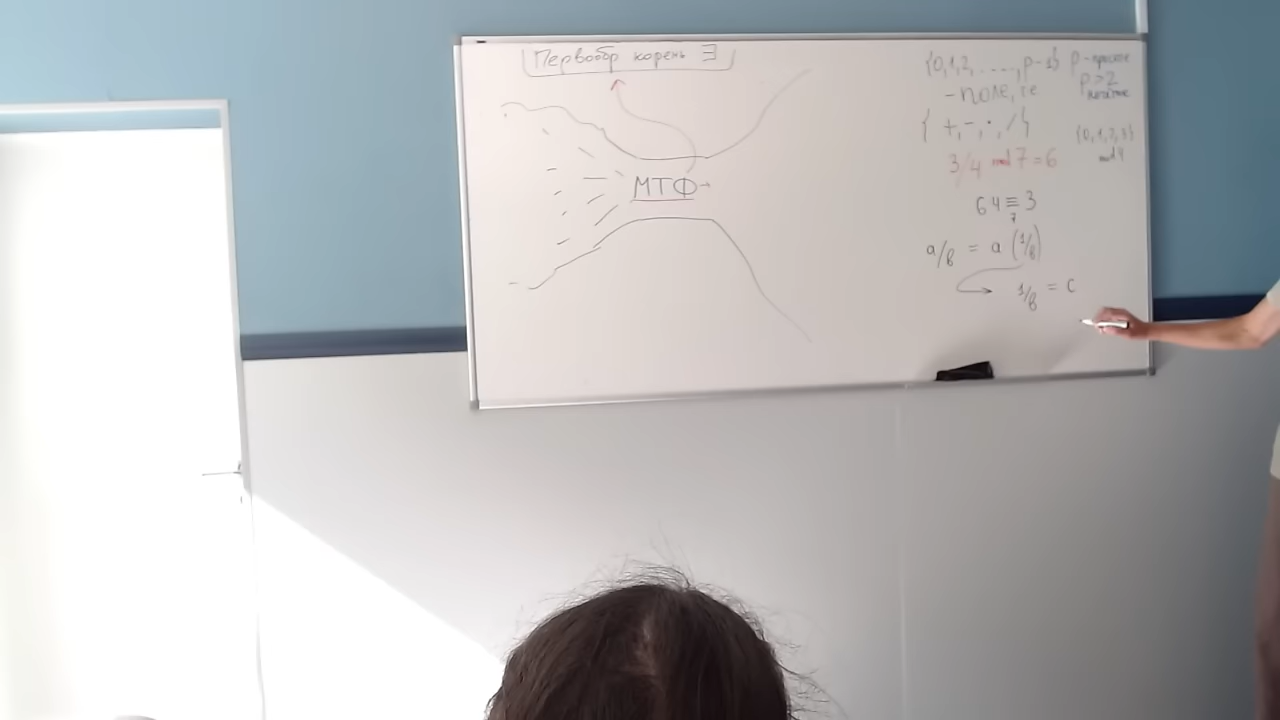 Первообр корень ∃
МТФ
{0,1,2, ....., p-1} p-простое
p>2
- поле, т.е
нечётное
{ +,-,·,/ }
{0,1,2,3}
mod 4
3/4 mod 7 = 6
64 ≡ 3
7
a/b = a (1/b)
1/b = c